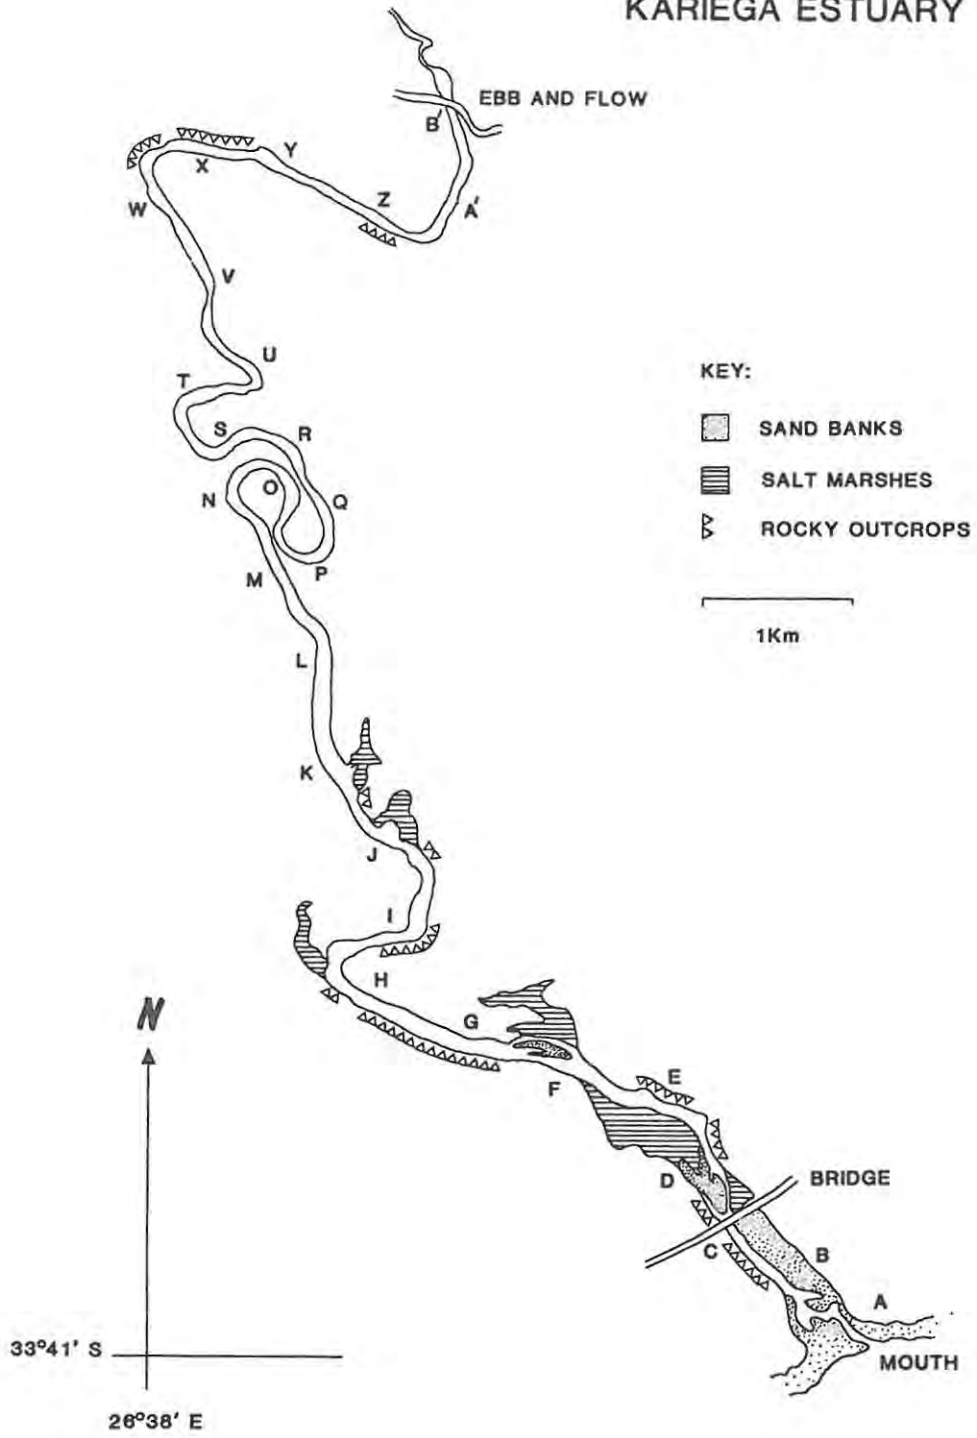 KARIEGA ESTUARY
EBB AND FLOW
B'
Y
X
Z
W
A'
V
U
T
S
R
N
O
Q
P
M
L
K
J
I
H
G
F
E
D
BRIDGE
C
B
A
MOUTH
KEY:
SAND BANKS
SALT MARSHES
ROCKY OUTCROPS
1Km
N
33°41' S
26°38' E